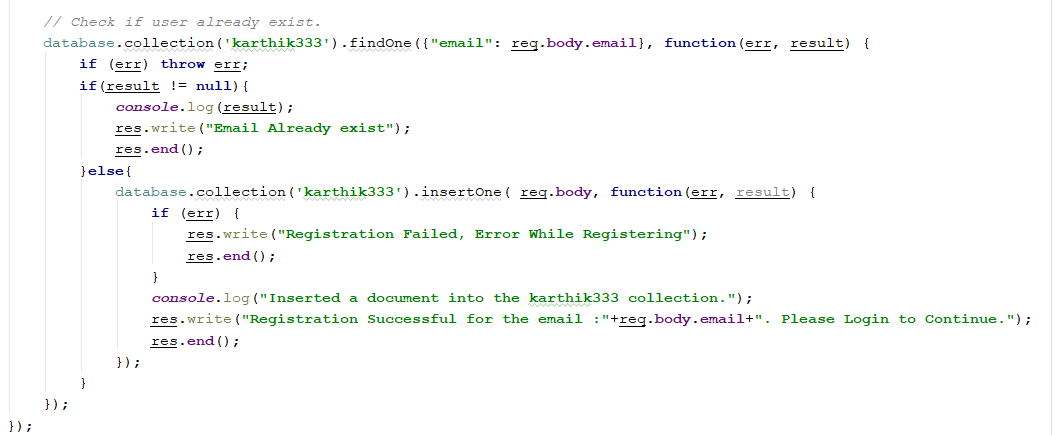 // Check if user already exist.
database.collection('karthik333').findOne({"email": req.body.email}, function(err, result) {
if (err) throw err;
if(result != null){
console.log(result);
res.write("Email Already exist");
res.end();
}else{
database.collection('karthik333').insertOne( req.body, function(err, result) {
if (err) {
res.write("Registration Failed, Error While Registering");
res.end();
}
console.log("Inserted a document into the karthik333 collection.");
res.write("Registration Successful for the email :"+req.body.email+". Please Login to Continue.");
res.end();
});
}
});
});